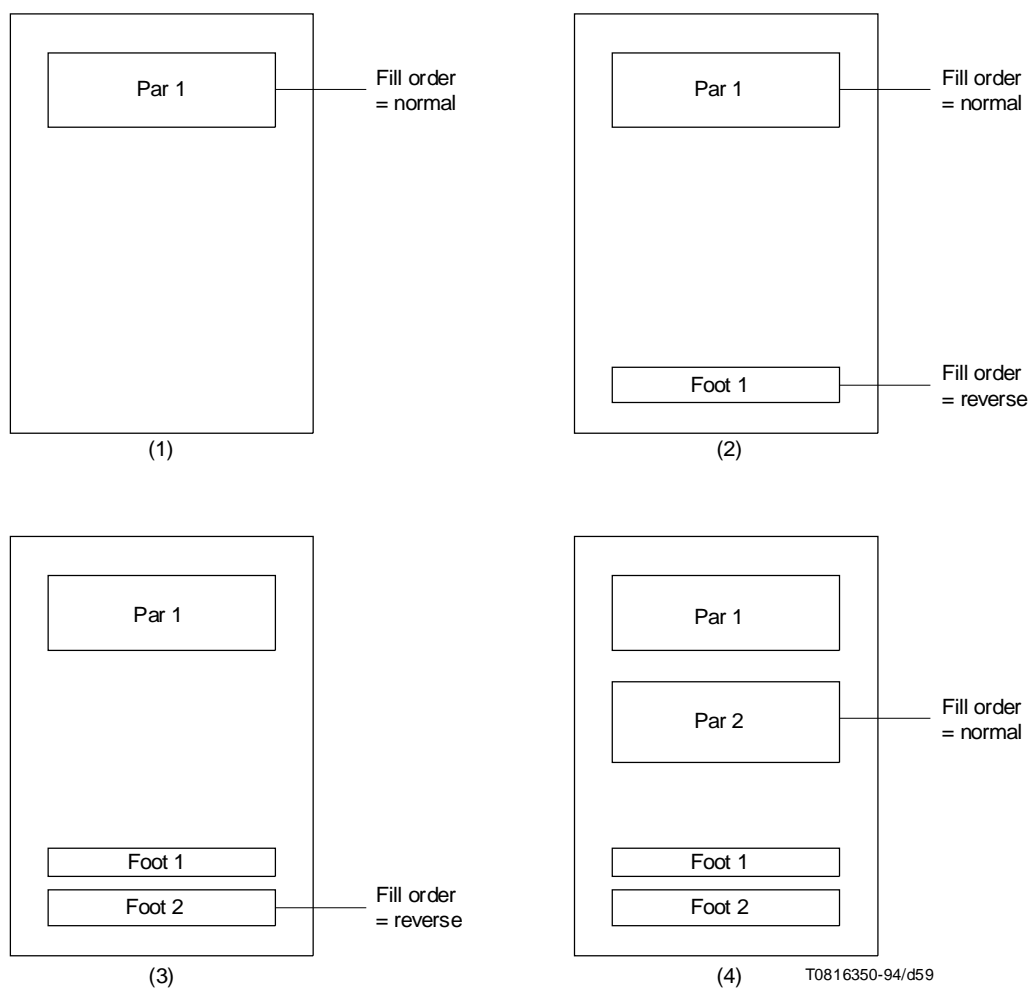 Par 1
Fill order
= normal
(1)
Par 1
Fill order
= normal
Foot 1
Fill order
= reverse
(2)
Par 1
Foot 1
Foot 2
Fill order
= reverse
(3)
Par 1
Par 2
Fill order
= normal
Foot 1
Foot 2
(4)
T0816350-94/d59